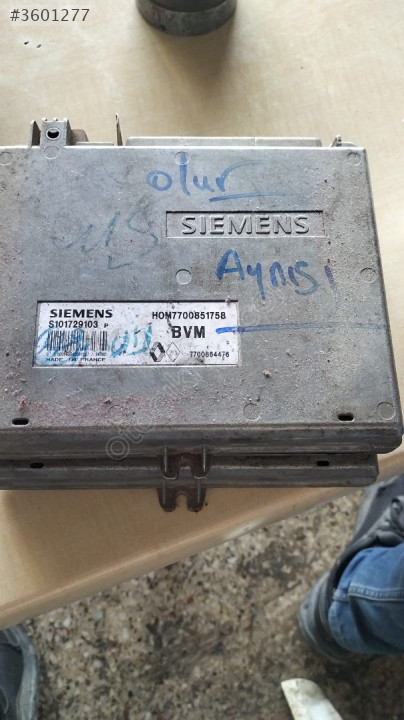 #3601277
olur
SIEMENS
Aynısı
SIEMENS
S101729103 P
HOM7700851758
BVM
7700864476
MADE IN FRANCE